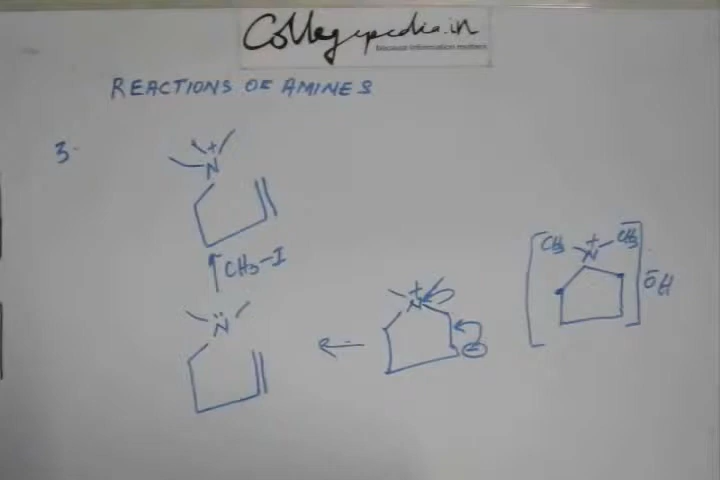 Collegepedia.in
because information matters
REACTIONS OF AMINES
3.
N +
CH3 N + CH3
OH -
CH3-I
N +
N